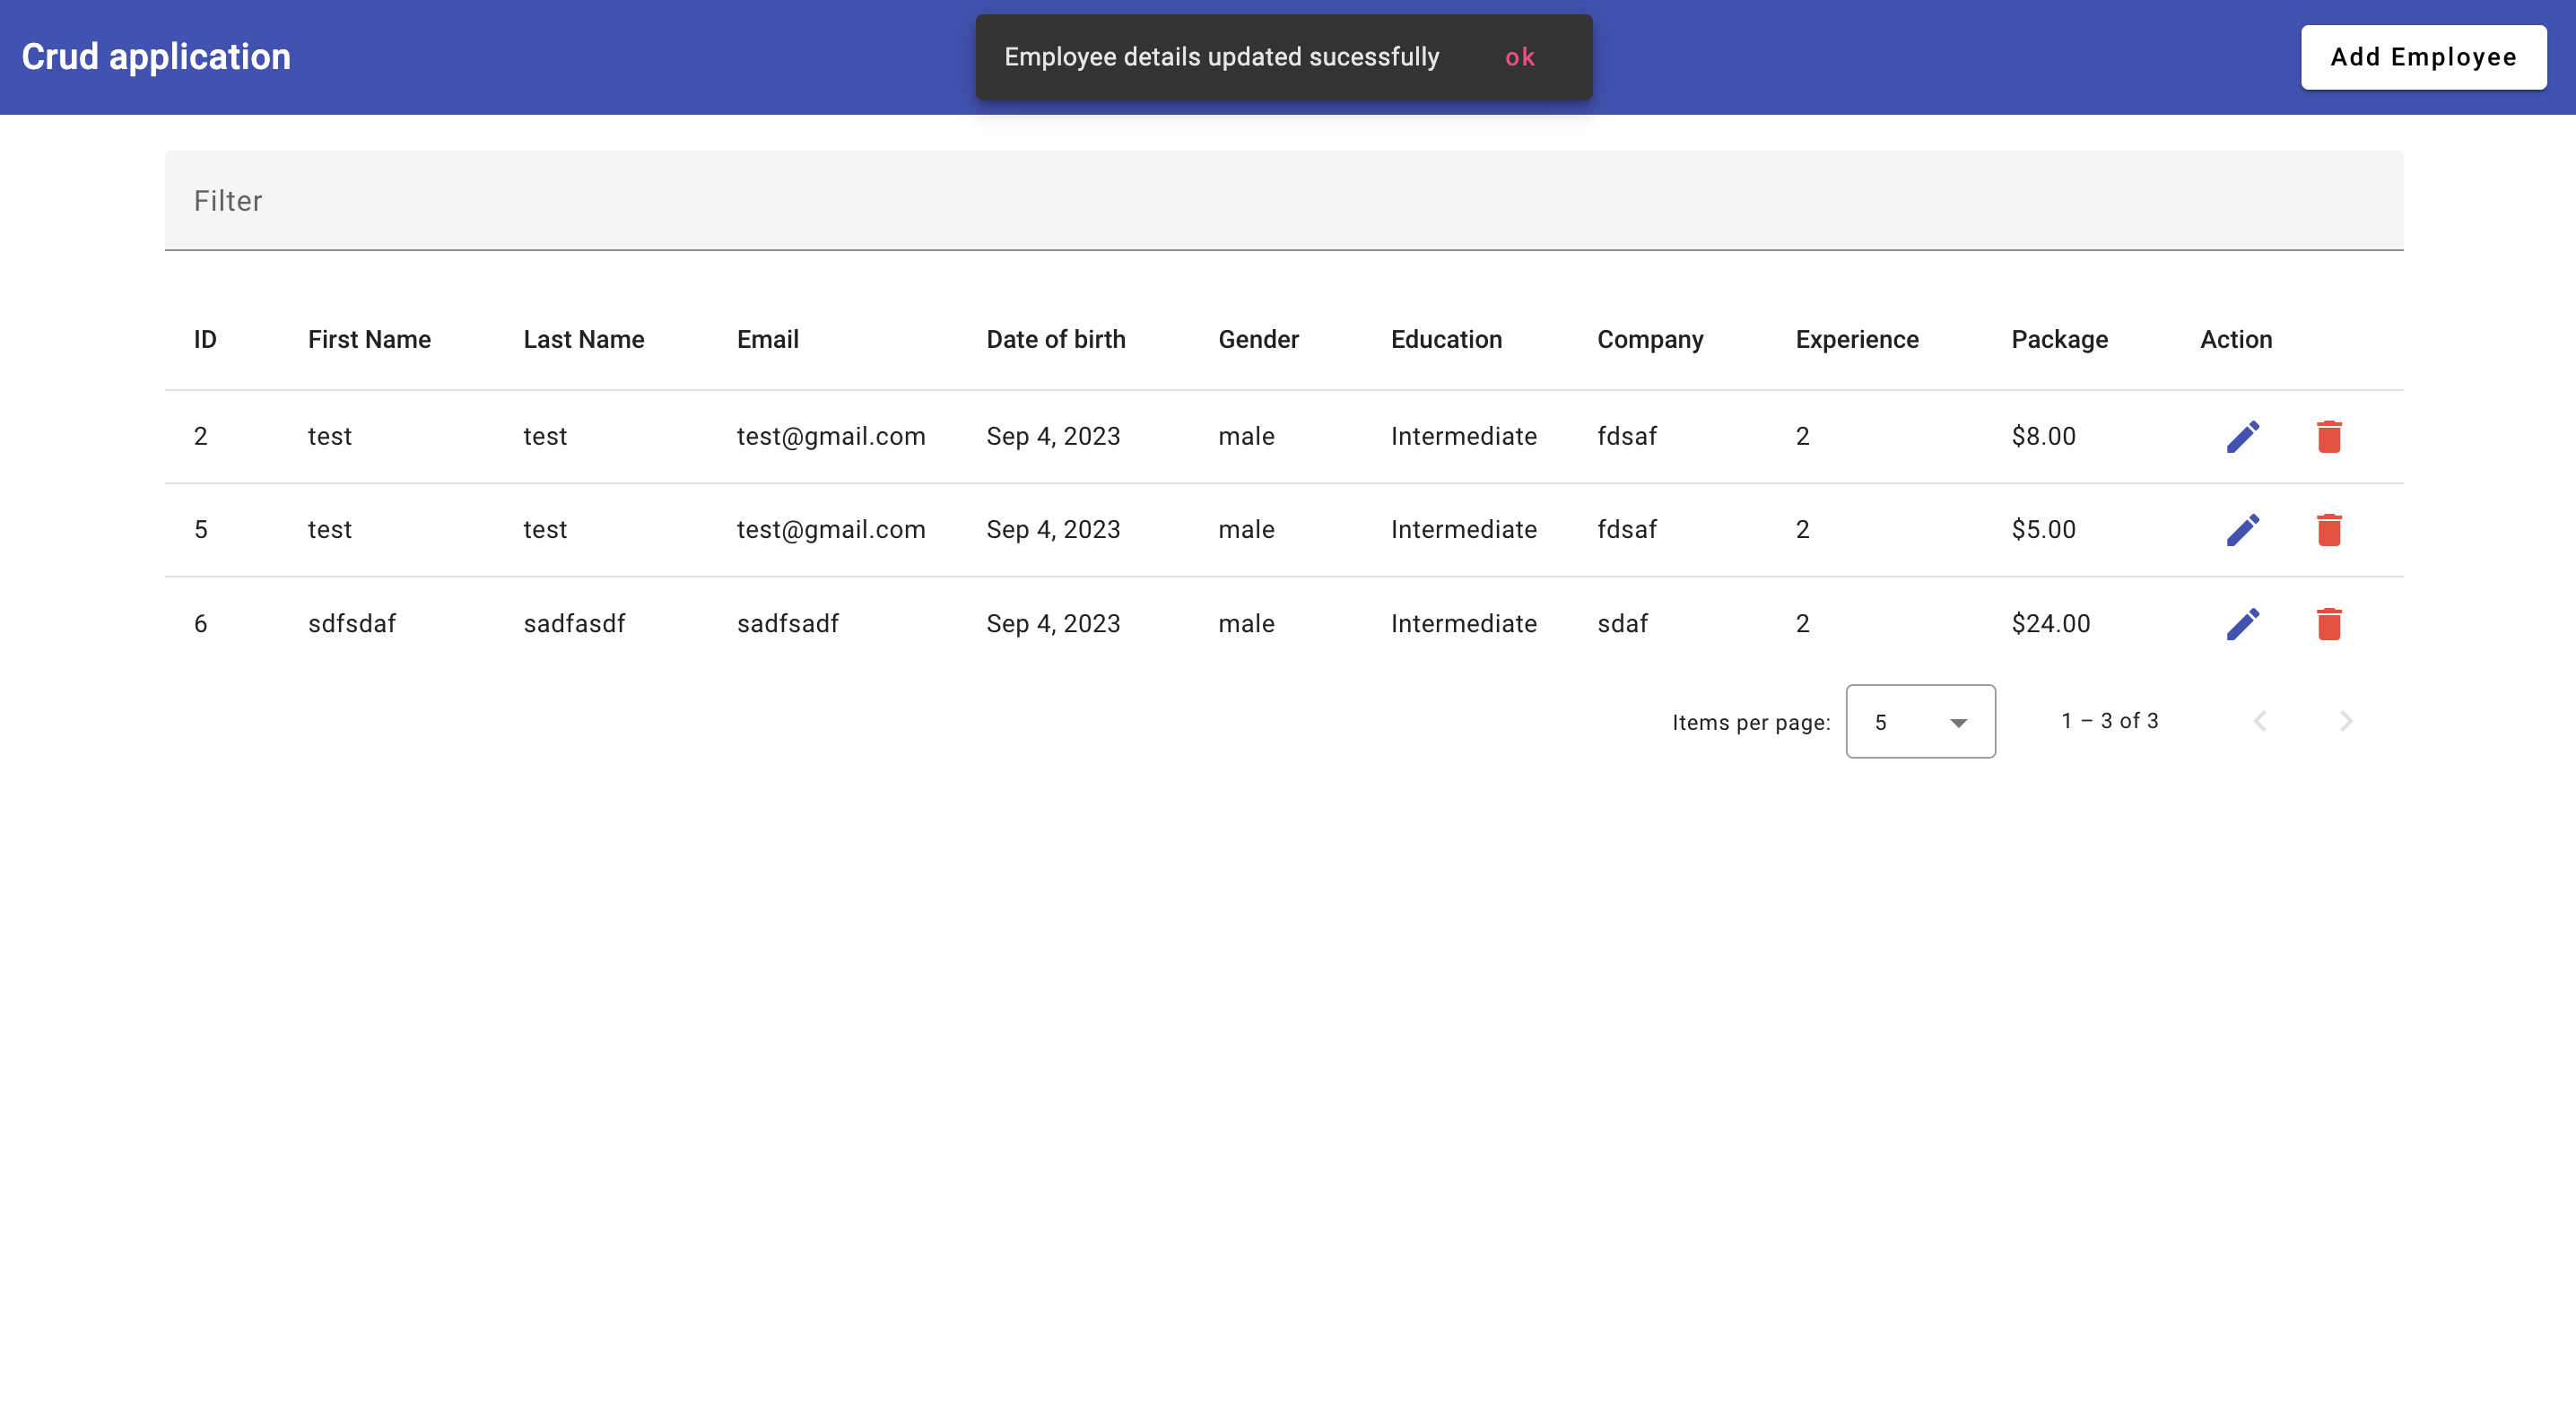 Crud application
Employee details updated sucessfully ok
Add Employee
Filter
ID First Name Last Name Email Date of birth Gender Education Company Experience Package Action
2 test test test@gmail.com Sep 4, 2023 male Intermediate fdsaf 2 $8.00
5 test test test@gmail.com Sep 4, 2023 male Intermediate fdsaf 2 $5.00
6 sdfsdaf sadfasdf sadfsadf Sep 4, 2023 male Intermediate sdaf 2 $24.00
Items per page: 5 1 – 3 of 3